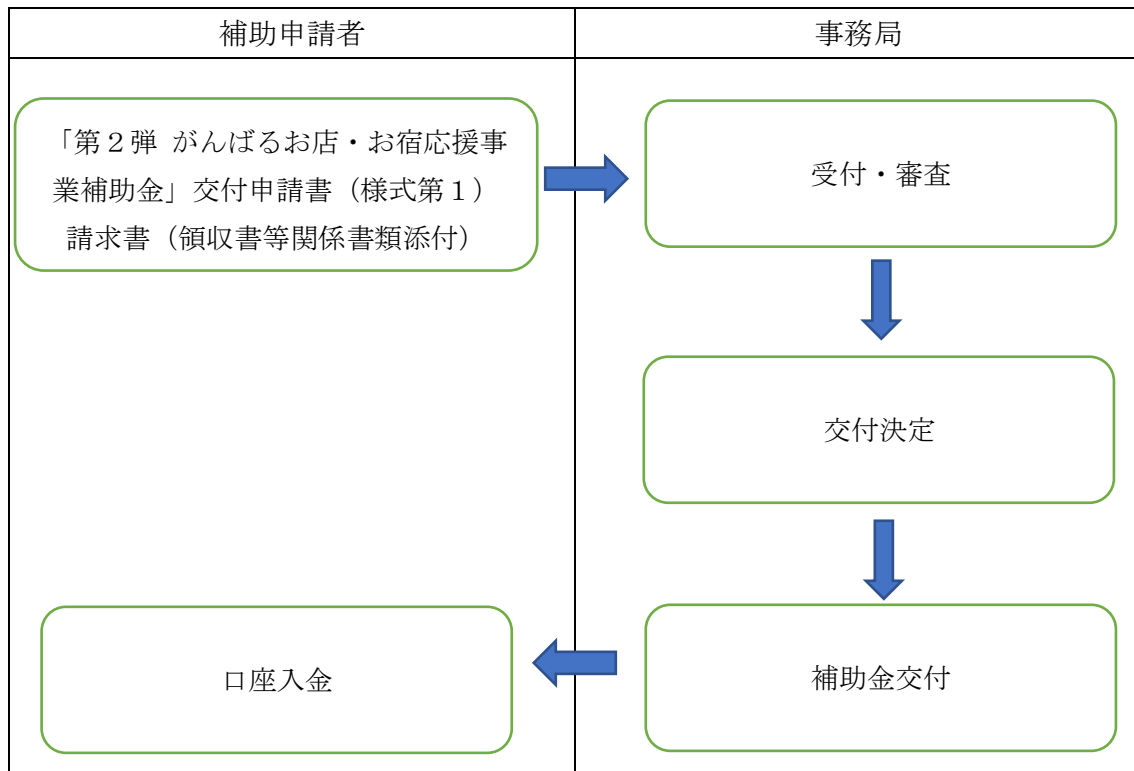 補助申請者
事務局
「第２弾 がんばるお店・お宿応援事
業補助金」交付申請書（様式第１）
請求書（領収書等関係書類添付）
受付・審査
交付決定
補助金交付
口座入金